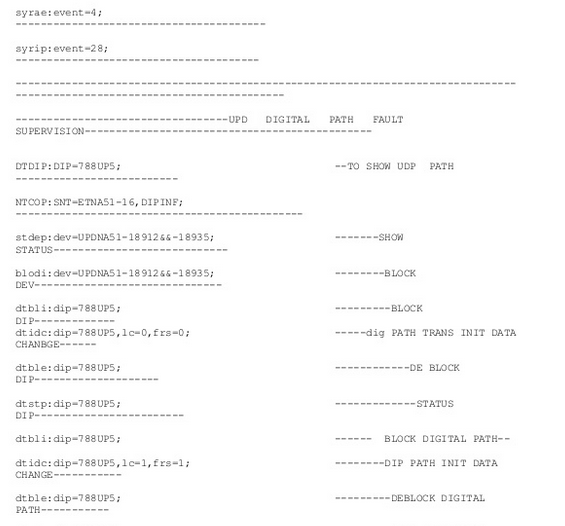 syrae:event=4;
----------------------------------------
syrip:event=28;
---------------------------------------
--------------------------------------------------------------------------------
-------------------------------------------
----------------------------------UPD DIGITAL PATH FAULT
SUPERVISION----------------------------------------------
DTDIP:DIP=788UP5; --TO SHOW UDP PATH
--------------------------
NTCOP:SNT=ETNA51-16,DIPINF;
----------------------------------------------
stdep:dev=UPDNA51-18912&&-18935; -------SHOW
STATUS----------------------------
blodi:dev=UPDNA51-18912&&-18935; --------BLOCK
DEV------------------------------
dtbli:dip=788UP5; ---------BLOCK
DIP-------------
dtidc:dip=788UP5,lc=0,frs=0; -----dig PATH TRANS INIT DATA
CHANBGE------
dtble:dip=788UP5; ------------DE BLOCK
DIP--------------------
dtstp:dip=788UP5; -------------STATUS
DIP------------------------
dtbli:dip=788UP5; ------ BLOCK DIGITAL PATH--
dtidc:dip=788UP5,lc=1,frs=1; --------DIP PATH INIT DATA
CHANGE-----------
dtble:dip=788UP5; ---------DEBLOCK DIGITAL
PATH-----------